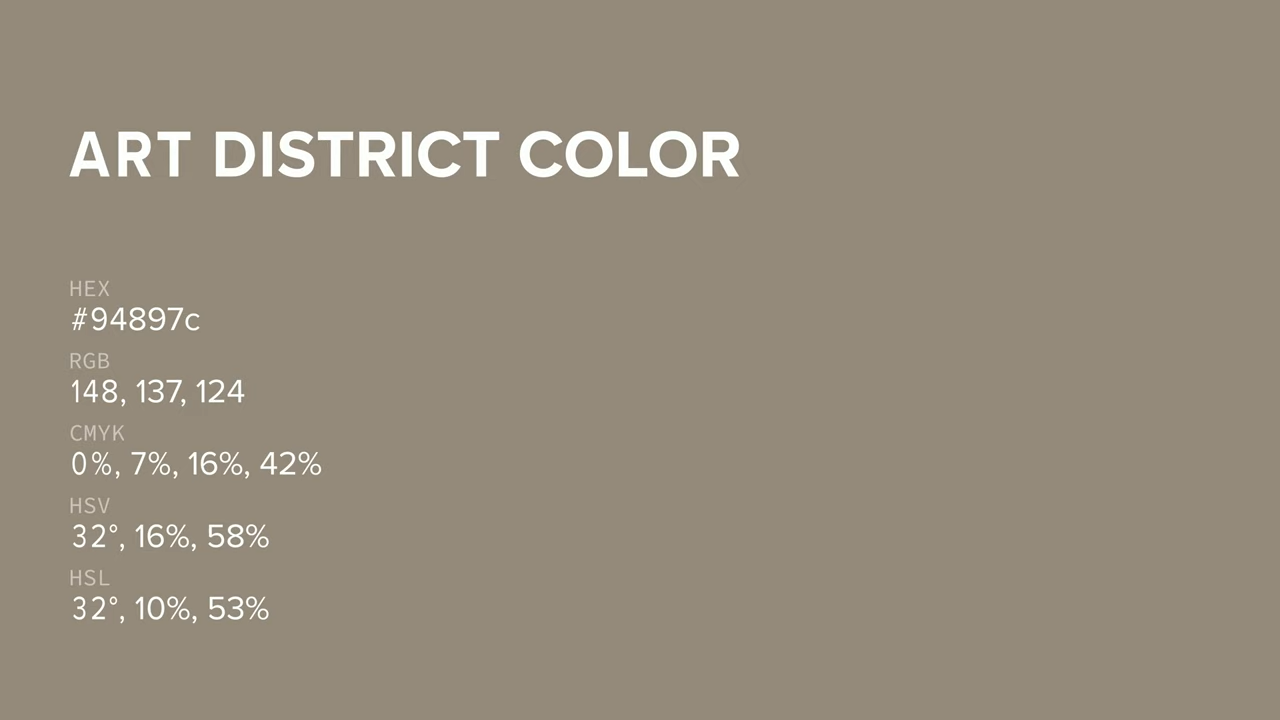 ART DISTRICT COLOR
HEX
#94897c
RGB
148, 137, 124
CMYK
0%, 7%, 16%, 42%
HSV
32°, 16%, 58%
HSL
32°, 10%, 53%